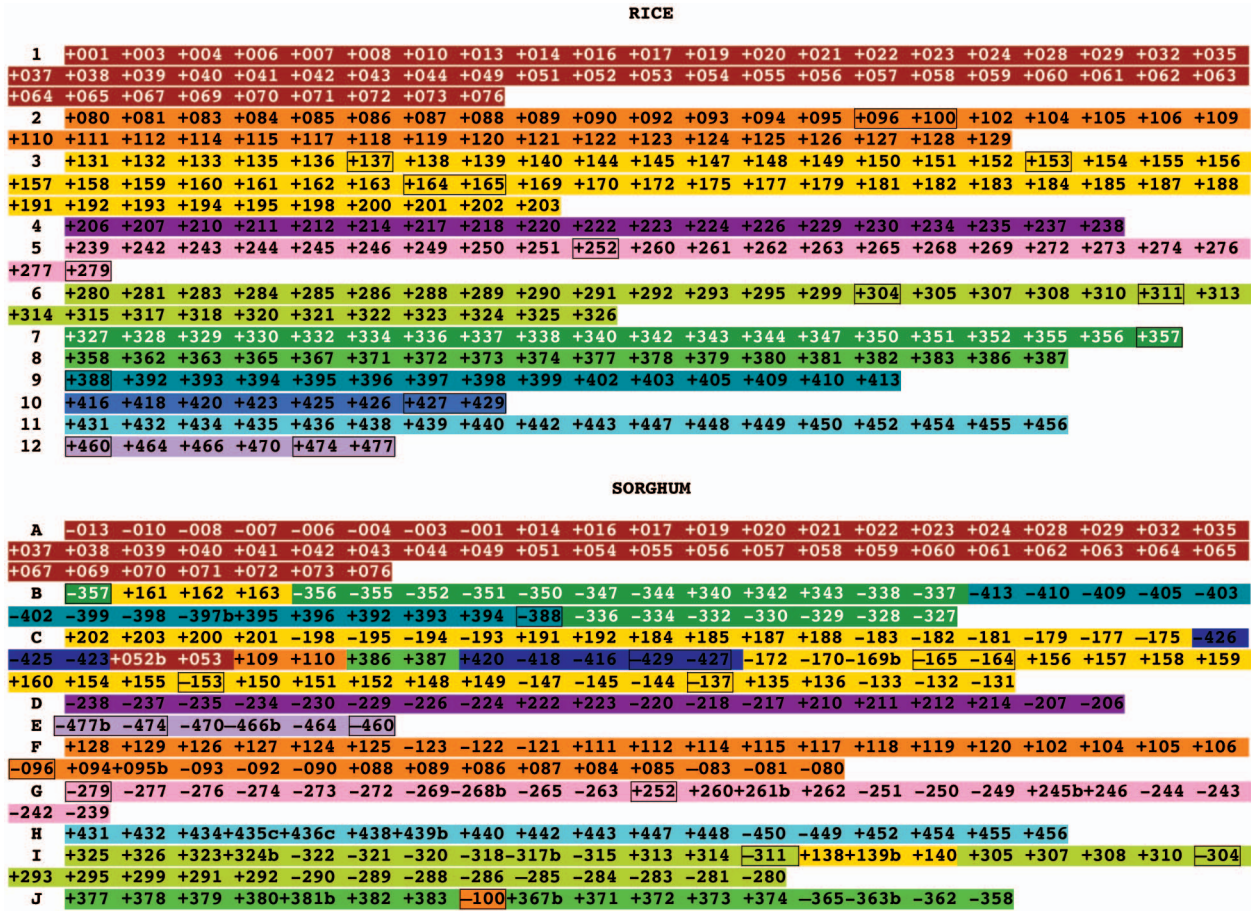 RICE
1 +001 +003 +004 +006 +007 +008 +010 +013 +014 +016 +017 +019 +020 +021 +022 +023 +024 +028 +029 +032 +035
+037 +038 +039 +040 +041 +042 +043 +044 +049 +051 +052 +053 +054 +055 +056 +057 +058 +059 +060 +061 +062 +063
+064 +065 +067 +069 +070 +071 +072 +073 +076
2 +080 +081 +083 +084 +085 +086 +087 +088 +089 +090 +092 +093 +094 +095 +096 +100 +102 +104 +105 +106 +109
+110 +111 +112 +114 +115 +117 +118 +119 +120 +121 +122 +123 +124 +125 +126 +127 +128 +129
3 +131 +132 +133 +135 +136 +137 +138 +139 +140 +144 +145 +147 +148 +149 +150 +151 +152 +153 +154 +155 +156
+157 +158 +159 +160 +161 +162 +163 +164 +165 +169 +170 +172 +175 +177 +179 +181 +182 +183 +184 +185 +187 +188
+191 +192 +193 +194 +195 +198 +200 +201 +202 +203
4 +206 +207 +210 +211 +212 +214 +217 +218 +220 +222 +223 +224 +226 +229 +230 +234 +235 +237 +238
5 +239 +242 +243 +244 +245 +246 +249 +250 +251 +252 +260 +261 +262 +263 +265 +268 +269 +272 +273 +274 +276
+277 +279
6 +280 +281 +283 +284 +285 +286 +288 +289 +290 +291 +292 +293 +295 +299 +304 +305 +307 +308 +310 +311 +313
+314 +315 +317 +318 +320 +321 +322 +323 +324 +325 +326
7 +327 +328 +329 +330 +332 +334 +336 +337 +338 +340 +342 +343 +344 +347 +350 +351 +352 +355 +356 +357
8 +358 +362 +363 +365 +367 +371 +372 +373 +374 +377 +378 +379 +380 +381 +382 +383 +386 +387
9 +388 +392 +393 +394 +395 +396 +397 +398 +399 +402 +403 +405 +409 +410 +413
10 +416 +418 +420 +423 +425 +426 +427 +429
11 +431 +432 +434 +435 +436 +438 +439 +440 +442 +443 +447 +448 +449 +450 +452 +454 +455 +456
12 +460 +464 +466 +470 +474 +477
SORGHUM
A -013 -010 -008 -007 -006 -004 -003 -001 +014 +016 +017 +019 +020 +021 +022 +023 +024 +028 +029 +032 +035
+037 +038 +039 +040 +041 +042 +043 +044 +049 +051 +054 +055 +056 +057 +058 +059 +060 +061 +062 +063 +064 +065
+067 +069 +070 +071 +072 +073 +076
B -357 +161 +162 +163 -356 -355 -352 -351 -350 -347 -344 +340 +342 +343 -338 -337 -413 -410 -409 -405 -403
-402 -399 -398 -397b+395 +396 +392 +393 +394 -388 -336 -334 -332 -330 -329 -328 -327
C +202 +203 +200 +201 -198 -195 -194 -193 +191 +192 +184 +185 +187 +188 -183 -182 -181 -179 -177 -175 -426
-425 -423+052b +053 +109 +110 +386 +387 +420 -418 -416 -429 -427 -172 -170-169b -165 -164 +156 +157 +158 +159
+160 +154 +155 -153 +150 +151 +152 +148 +149 -147 -145 -144 -137 +135 +136 -133 -132 -131
D -238 -237 -235 -234 -230 -229 -226 -224 +222 +223 -220 -218 -217 +210 +211 +212 +214 -207 -206
E -477b -474 -470-466b -464 -460
F +128 +129 +126 +127 +124 +125 -123 -122 -121 +111 +112 +114 +115 +117 +118 +119 +120 +102 +104 +105 +106
-096 +094+095b -093 -092 -090 +088 +089 +086 +087 +084 +085 -083 -081 -080
G -279 -277 -276 -274 -273 -272 -269-268b -265 -263 +252 +260+261b +262 -251 -250 -249 +245b+246 -244 -243
-242 -239
H +431 +432 +434+435c+436c +438+439b +440 +442 +443 +447 +448 -450 -449 +452 +454 +455 +456
I +325 +326 +323+324b -322 -321 -320 -318-317b -315 +313 +314 -311 +138+139b +140 +305 +307 +308 +310 -304
+293 +295 +299 +291 +292 -290 -289 -288 -286 -285 -284 -283 -281 -280
J +377 +378 +379 +380+381b +382 +383 -100+367b +371 +372 +373 +374 -365-363b -362 -358